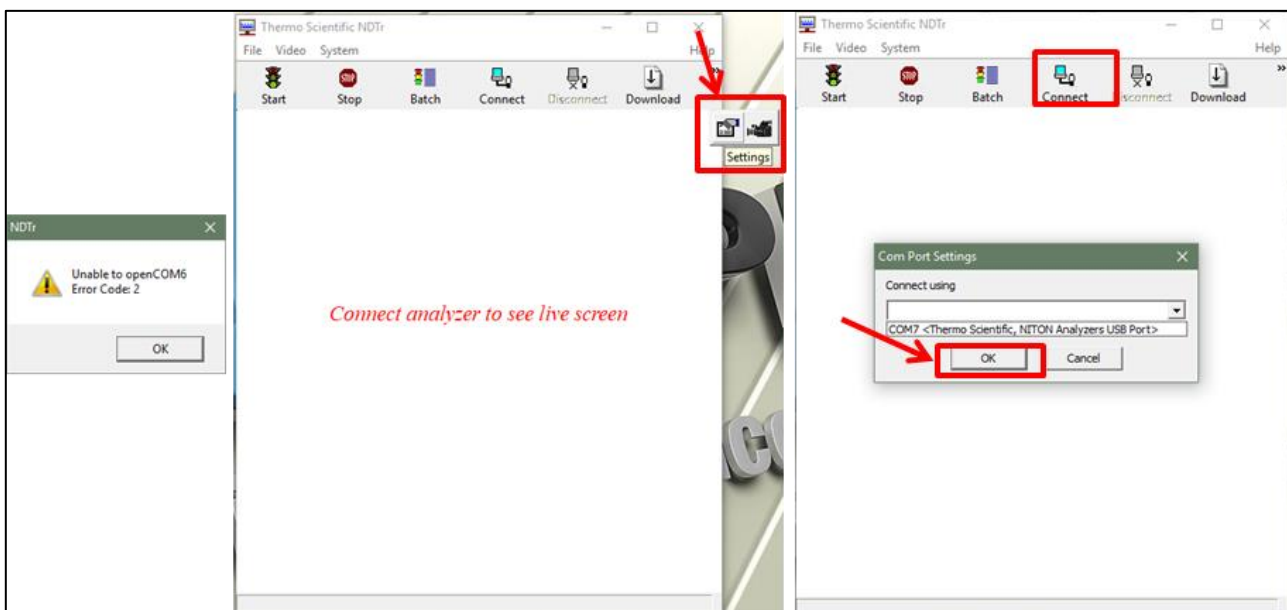 NDTr
Unable to openCOM6
Error Code: 2
OK
Thermo Scientific NDTr
File Video System Help
Start Stop Batch Connect Disconnect Download
Settings
Connect analyzer to see live screen
Thermo Scientific NDTr
File Video System Help
Start Stop Batch Connect Disconnect Download
Com Port Settings
Connect using
COM7 <Thermo Scientific, NITON Analyzers USB Port>
OK Cancel